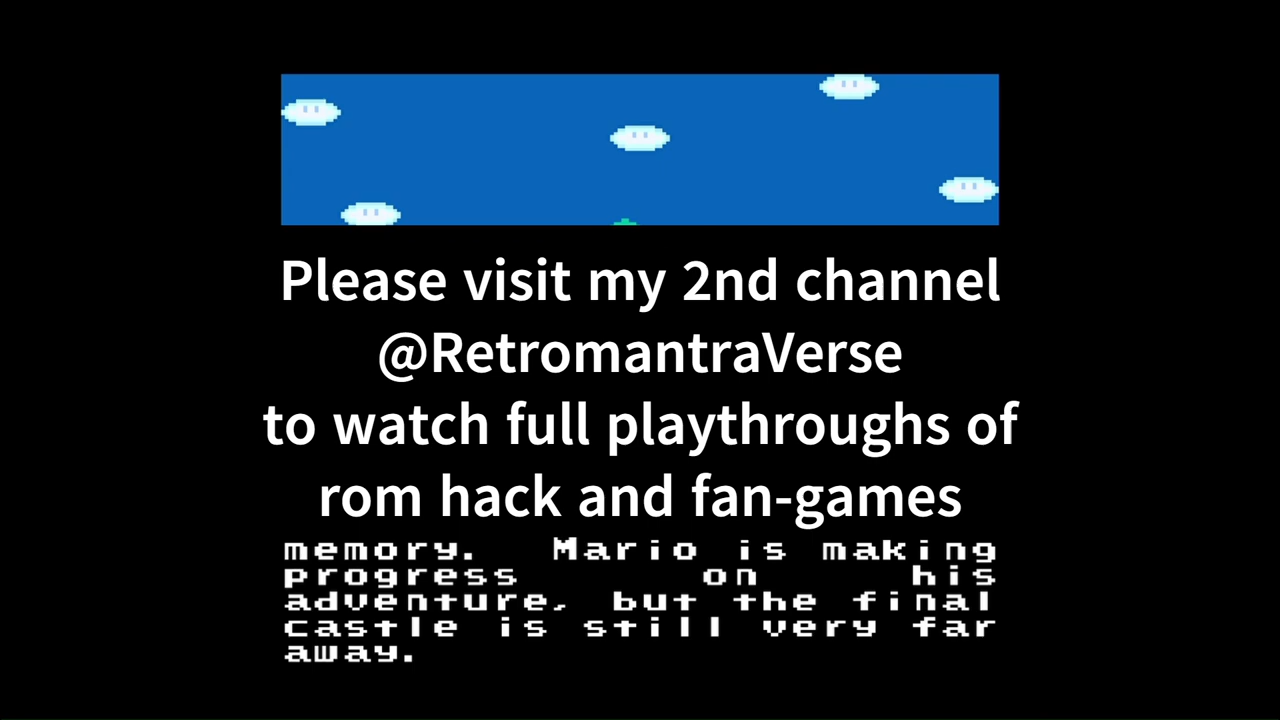 Please visit my 2nd channel
@RetromantraVerse
to watch full playthroughs of
rom hack and fan-games
memory. Mario is making
progress on his
adventure, but the final
castle is still very far
away.